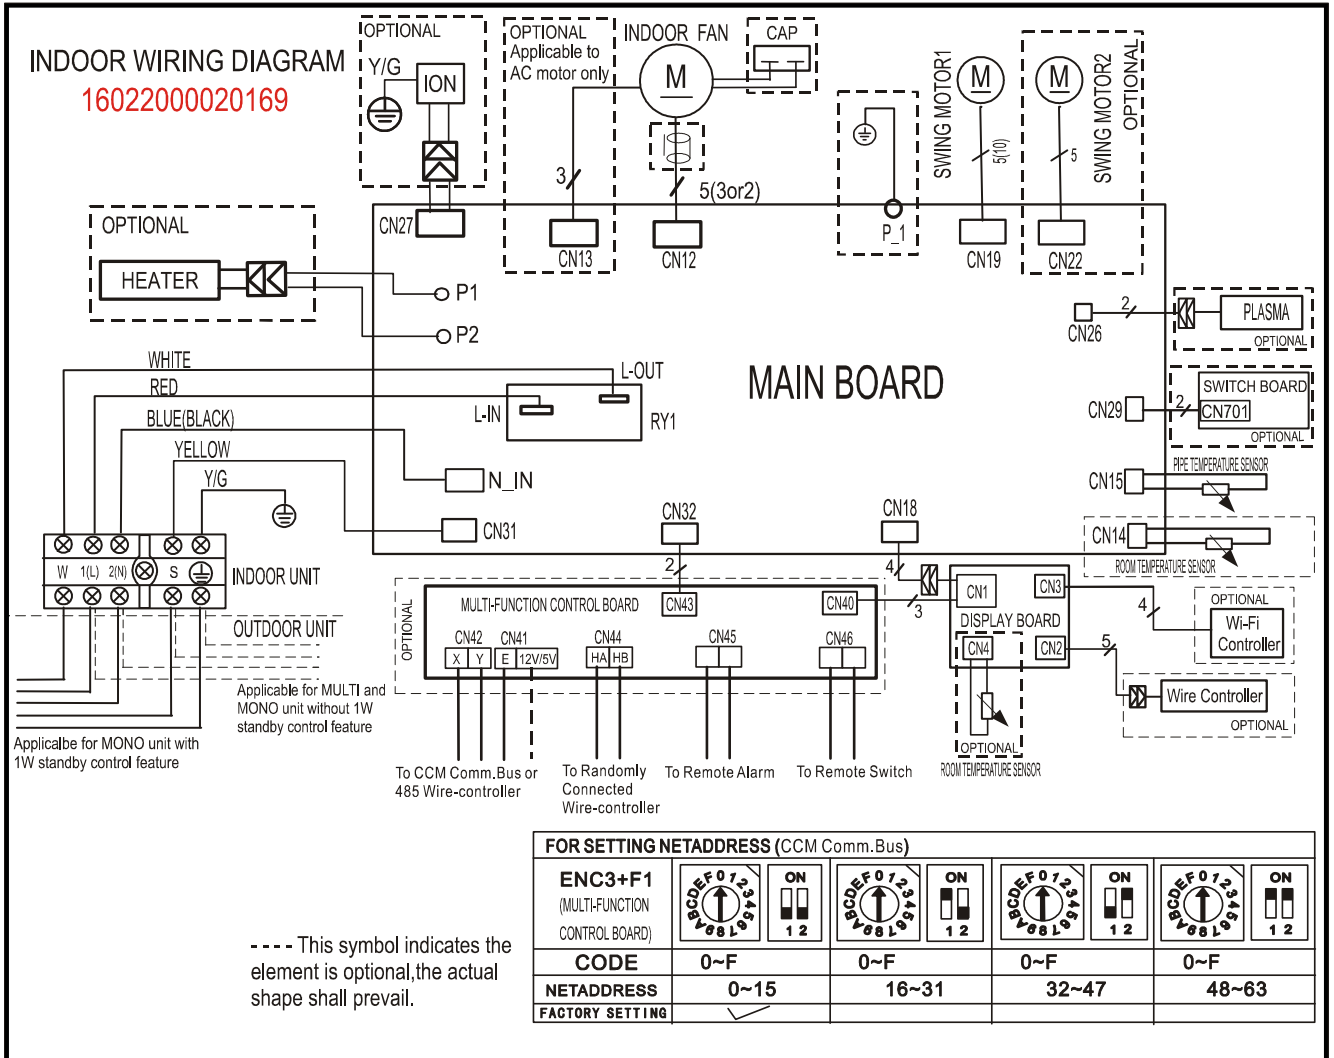 INDOOR WIRING DIAGRAM
16022000020169
OPTIONAL
Y/G
ION
CN27
OPTIONAL
Applicable to
AC motor only
3
CN13
INDOOR FAN
M
CAP
5(3or2)
CN12
P_1
SWING MOTOR1
M
5(10)
CN19
SWING MOTOR2
OPTIONAL
M
5
CN22
OPTIONAL
HEATER
P1
P2
CN26
2
PLASMA
OPTIONAL
MAIN BOARD
WHITE
RED
BLUE(BLACK)
YELLOW
Y/G
L-OUT
L-IN
RY1
N_IN
CN31
CN29
2
SWITCH BOARD
CN701
OPTIONAL
CN15
PIPE TEMPERATURE SENSOR
CN14
ROOM TEMPERATURE SENSOR
CN32
2
CN18
4
W 1(L) 2(N) S
INDOOR UNIT
OUTDOOR UNIT
Applicable for MULTI and
MONO unit without 1W
standby control feature
Applicalbe for MONO unit with
1W standby control feature
OPTIONAL
MULTI-FUNCTION CONTROL BOARD
CN43
CN40
3
CN42
X Y
CN41
E 12V/5V
CN44
HA HB
CN45
CN46
To CCM Comm.Bus or
485 Wire-controller
To Randomly
Connected
Wire-controller
To Remote Alarm
To Remote Switch
CN1
CN3
DISPLAY BOARD
CN4
CN2
OPTIONAL
ROOM TEMPERATURE SENSOR
4
OPTIONAL
Wi-Fi
Controller
5
Wire Controller
OPTIONAL
FOR SETTING NETADDRESS (CCM Comm.Bus)
ENC3+F1
(MULTI-FUNCTION
CONTROL BOARD)
0123456789ABCDEF
ON
1 2
0123456789ABCDEF
ON
1 2
0123456789ABCDEF
ON
1 2
0123456789ABCDEF
ON
1 2
CODE 0~F 0~F 0~F 0~F
NETADDRESS 0~15 16~31 32~47 48~63
FACTORY SETTING
---- This symbol indicates the
element is optional,the actual
shape shall prevail.